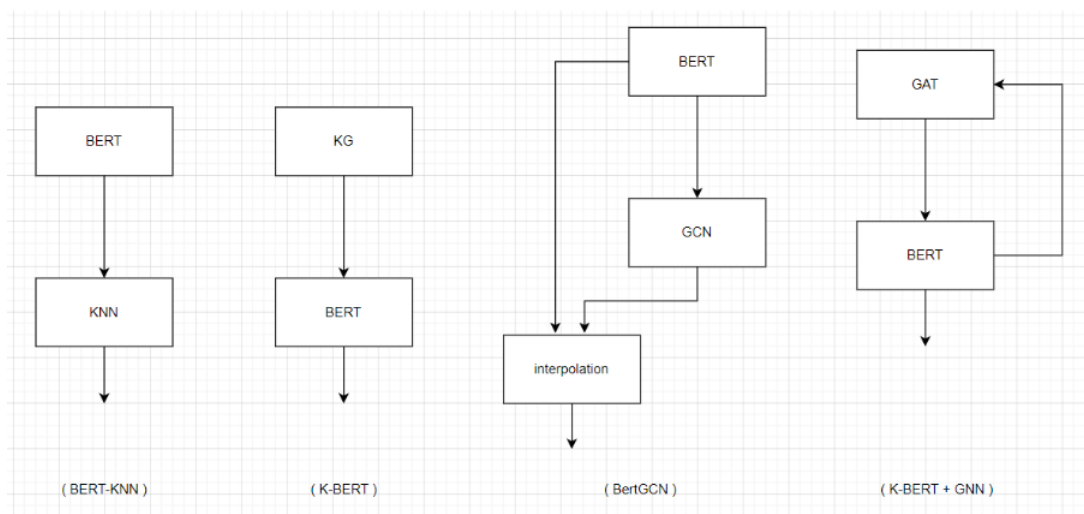 BERT
KNN
( BERT-KNN )
KG
BERT
( K-BERT )
BERT
GCN
interpolation
( BertGCN )
GAT
BERT
( K-BERT + GNN )